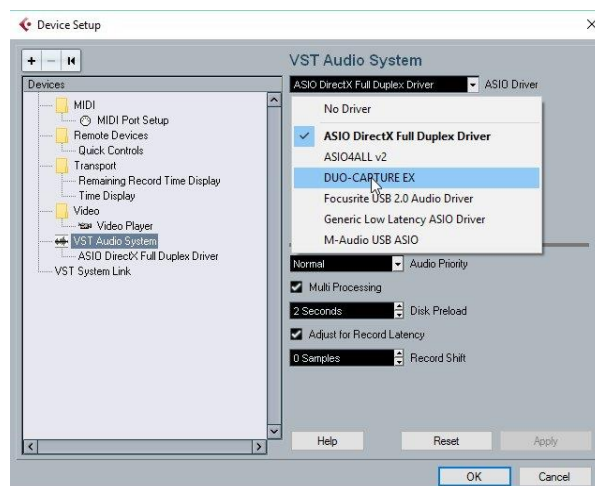 Device Setup
Devices
MIDI
MIDI Port Setup
Remote Devices
Quick Controls
Transport
Remaining Record Time Display
Time Display
Video
Video Player
VST Audio System
ASIO DirectX Full Duplex Driver
VST System Link
VST Audio System
ASIO DirectX Full Duplex Driver ASIO Driver
No Driver
ASIO DirectX Full Duplex Driver
ASIO4ALL v2
DUO-CAPTURE EX
Focusrite USB 2.0 Audio Driver
Generic Low Latency ASIO Driver
M-Audio USB ASIO
Normal Audio Priority
Multi Processing
2 Seconds Disk Preload
Adjust for Record Latency
0 Samples Record Shift
Help Reset Apply
OK Cancel